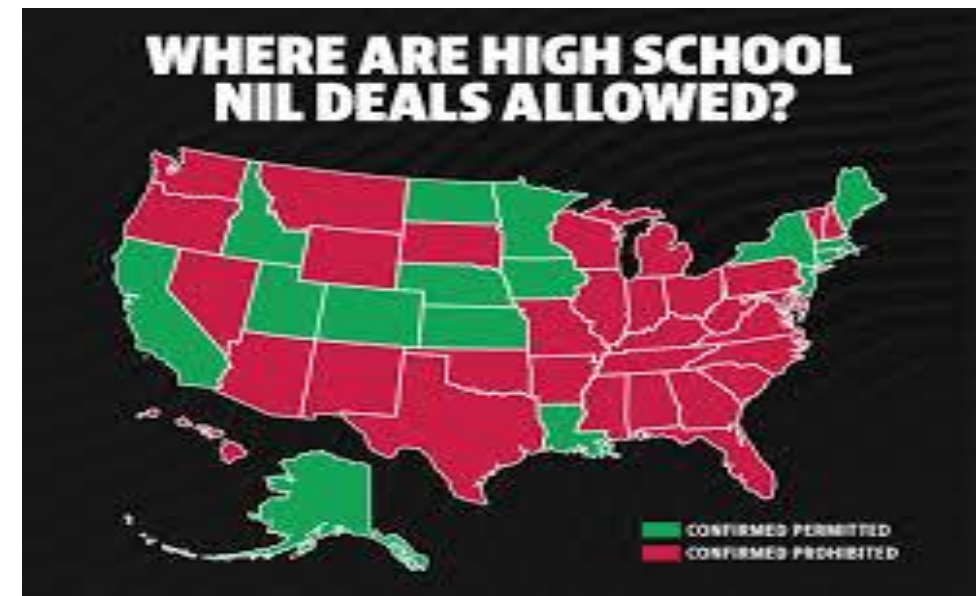 WHERE ARE HIGH SCHOOL
NIL DEALS ALLOWED?
CONFIRMED PERMITTED
CONFIRMED PROHIBITED